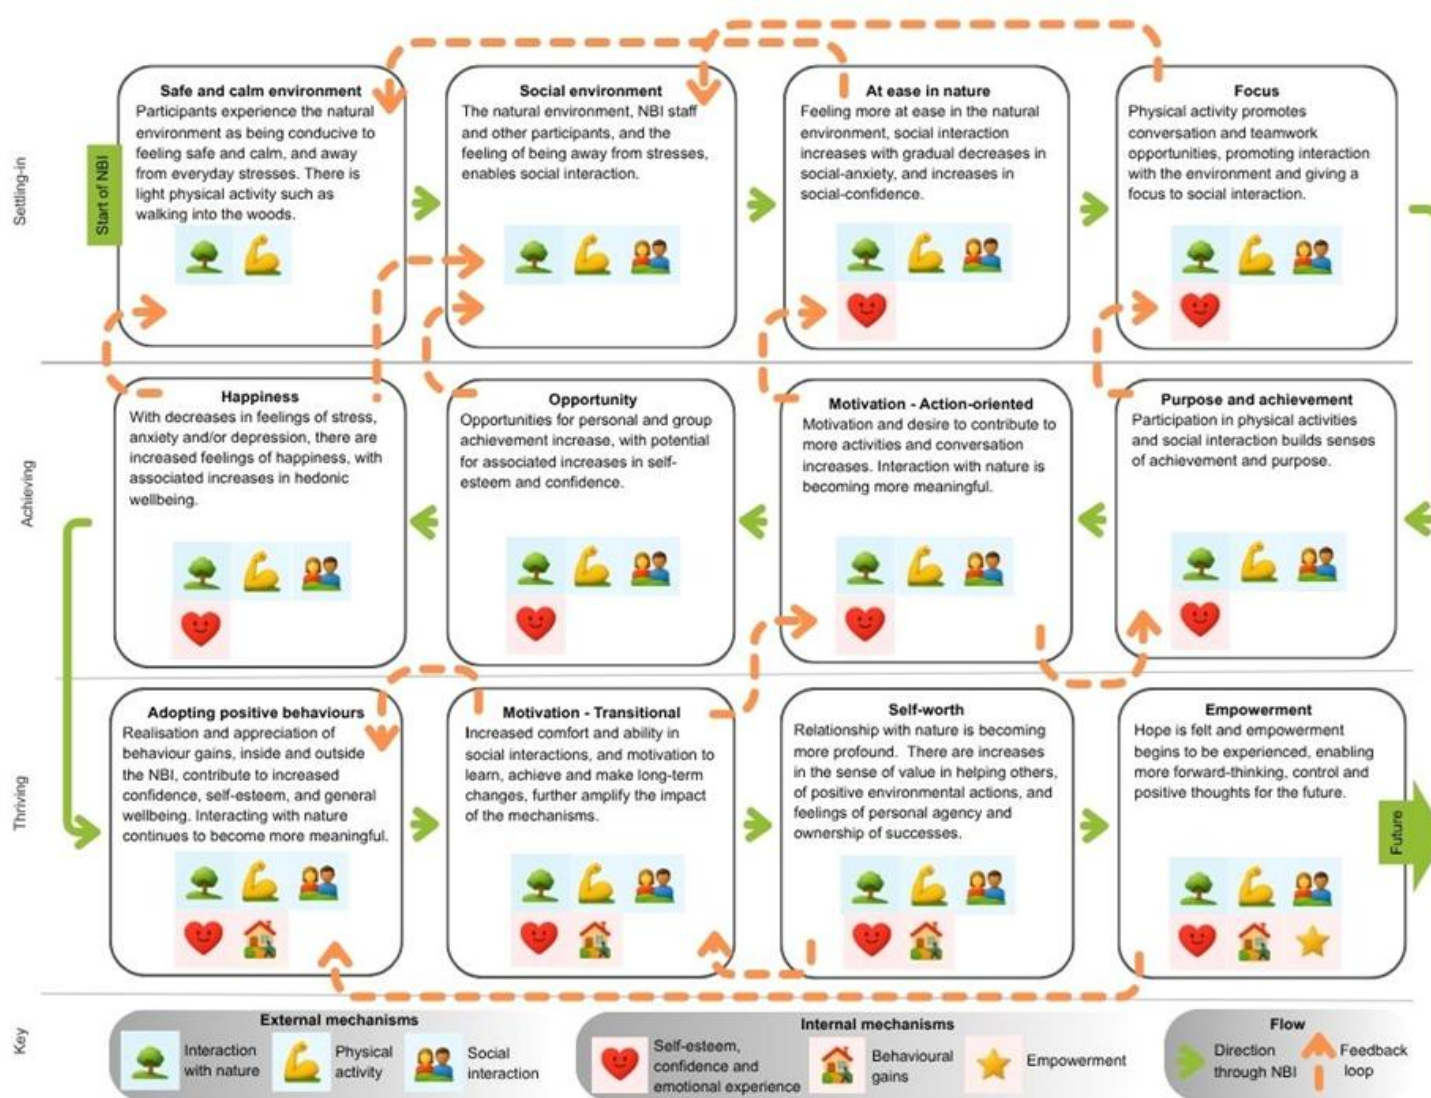 Settling-in
Start of NBI
Safe and calm environment
Participants experience the natural
environment as being conducive to
feeling safe and calm, and away
from everyday stresses. There is
light physical activity such as
walking into the woods.
Social environment
The natural environment, NBI staff
and other participants, and the
feeling of being away from stresses,
enables social interaction.
At ease in nature
Feeling more at ease in the natural
environment, social interaction
increases with gradual decreases in
social-anxiety, and increases in
social-confidence.
Focus
Physical activity promotes
conversation and teamwork
opportunities, promoting interaction
with the environment and giving a
focus to social interaction.
Achieving
Happiness
With decreases in feelings of stress,
anxiety and/or depression, there are
increased feelings of happiness, with
associated increases in hedonic
wellbeing.
Opportunity
Opportunities for personal and group
achievement increase, with potential
for associated increases in self-
esteem and confidence.
Motivation - Action-oriented
Motivation and desire to contribute to
more activities and conversation
increases. Interaction with nature is
becoming more meaningful.
Purpose and achievement
Participation in physical activities
and social interaction builds senses
of achievement and purpose.
Thriving
Adopting positive behaviours
Realisation and appreciation of
behaviour gains, inside and outside
the NBI, contribute to increased
confidence, self-esteem, and general
wellbeing. Interacting with nature
continues to become more meaningful.
Motivation - Transitional
Increased comfort and ability in
social interactions, and motivation to
learn, achieve and make long-term
changes, further amplify the impact
of the mechanisms.
Self-worth
Relationship with nature is becoming
more profound. There are increases
in the sense of value in helping others,
of positive environmental actions, and
feelings of personal agency and
ownership of successes.
Empowerment
Hope is felt and empowerment
begins to be experienced, enabling
more forward-thinking, control and
positive thoughts for the future.
Future
Key
External mechanisms
Interaction
with nature
Physical
activity
Social
interaction
Internal mechanisms
Self-esteem,
confidence and
emotional experience
Behavioural
gains
Empowerment
Flow
Direction
through NBI
Feedback
loop